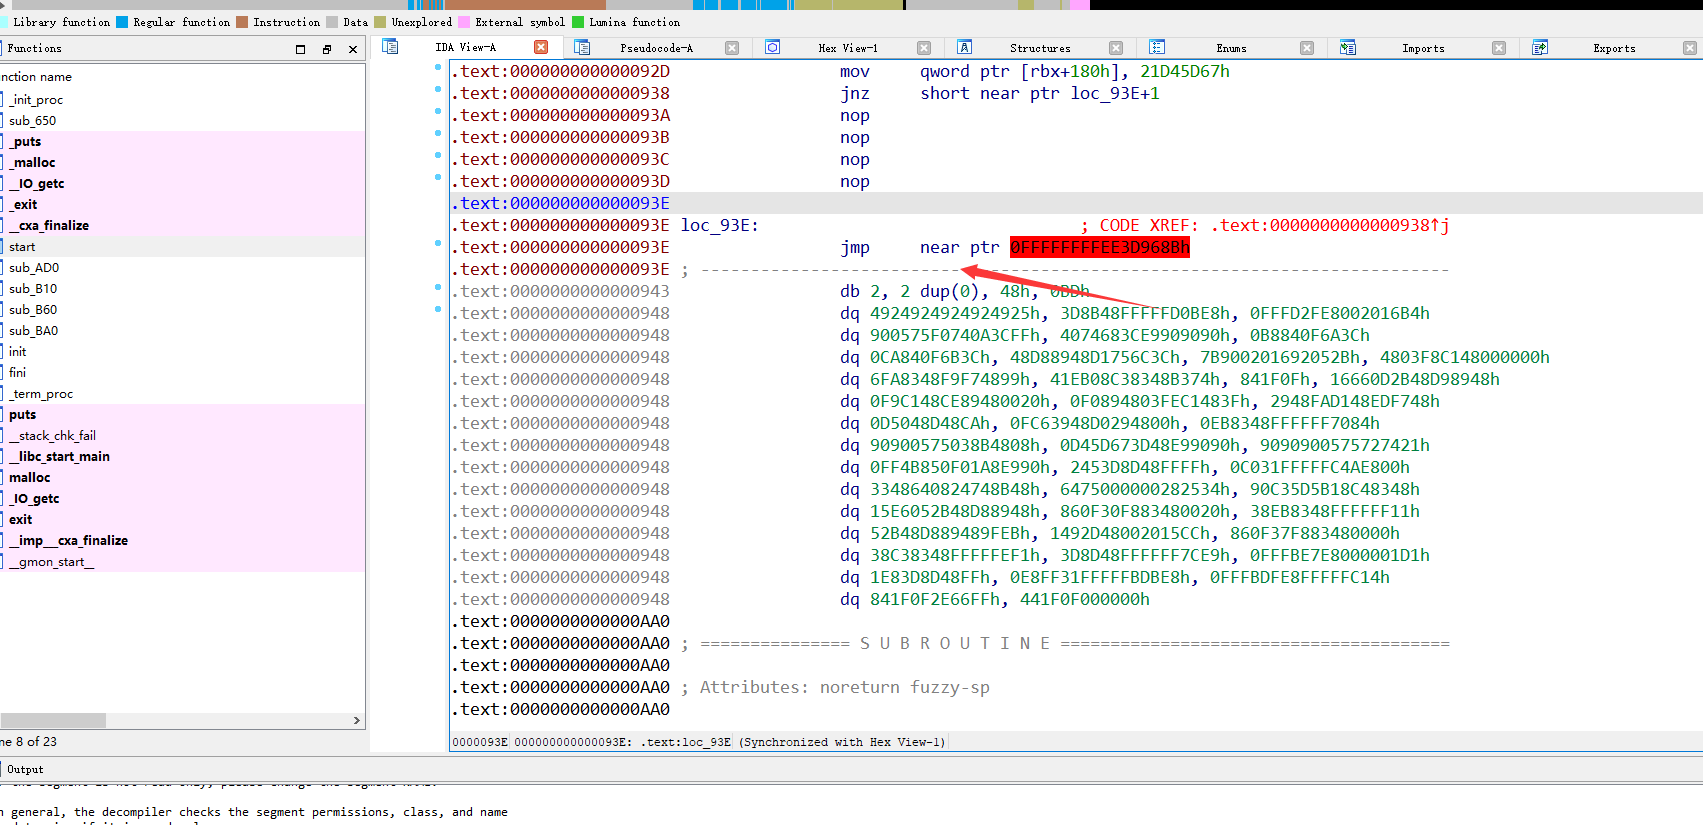 Library function Regular function Instruction Data Unexplored External symbol Lumina function
Functions
IDA View-A Pseudocode-A Hex View-1 Structures Enums Imports Exports
nction name
_init_proc
sub_650
_puts
_malloc
__IO_getc
_exit
__cxa_finalize
start
sub_AD0
sub_B10
sub_B60
sub_BA0
init
fini
_term_proc
puts
__stack_chk_fail
__libc_start_main
malloc
_IO_getc
exit
__imp___cxa_finalize
__gmon_start__
ne 8 of 23
.text:000000000000092D mov qword ptr [rbx+180h], 21D45D67h
.text:0000000000000938 jnz short near ptr loc_93E+1
.text:000000000000093A nop
.text:000000000000093B nop
.text:000000000000093C nop
.text:000000000000093D nop
.text:000000000000093E
.text:000000000000093E loc_93E: ; CODE XREF: .text:0000000000000938↑j
.text:000000000000093E jmp near ptr 0FFFFFFFFEE3D968Bh
.text:000000000000093E ; ---------------------------------------------------------------------------
.text:0000000000000943 db 2, 2 dup(0), 48h, 0BDh
.text:0000000000000948 dq 4924924924924925h, 3D8B48FFFFFD0BE8h, 0FFFD2FE8002016B4h
.text:0000000000000948 dq 900575F0740A3CFFh, 4074683CE9909090h, 0B8840F6A3Ch
.text:0000000000000948 dq 0CA840F6B3Ch, 48D88948D1756C3Ch, 7B900201692052Bh, 4803F8C148000000h
.text:0000000000000948 dq 6FA8348F9F74899h, 41EB08C38348B374h, 841F0Fh, 16660D2B48D98948h
.text:0000000000000948 dq 0F9C148CE89480020h, 0F0894803FEC1483Fh, 2948FAD148EDF748h
.text:0000000000000948 dq 0D5048D48CAh, 0FC63948D0294800h, 0EB8348FFFFFF7084h
.text:0000000000000948 dq 90900575038B4808h, 0D45D673D48E99090h, 9090900575727421h
.text:0000000000000948 dq 0FF4B850F01A8E990h, 2453D8D48FFFFh, 0C031FFFFFC4AE800h
.text:0000000000000948 dq 3348640824748B48h, 6475000000282534h, 90C35D5B18C48348h
.text:0000000000000948 dq 15E6052B48D88948h, 860F30F883480020h, 38EB8348FFFFFF11h
.text:0000000000000948 dq 52B48D889489FEBh, 1492D48002015CCh, 860F37F883480000h
.text:0000000000000948 dq 38C38348FFFFFEF1h, 3D8D48FFFFFF7CE9h, 0FFFBE7E8000001D1h
.text:0000000000000948 dq 1E83D8D48FFh, 0E8FF31FFFFFBDBE8h, 0FFFBDFE8FFFFFC14h
.text:0000000000000948 dq 841F0F2E66FFh, 441F0F000000h
.text:0000000000000AA0
.text:0000000000000AA0 ; =============== S U B R O U T I N E =======================================
.text:0000000000000AA0
.text:0000000000000AA0 ; Attributes: noreturn fuzzy-sp
.text:0000000000000AA0
0000093E 000000000000093E: .text:loc_93E (Synchronized with Hex View-1)
Output
n general, the decompiler checks the segment permissions, class, and name